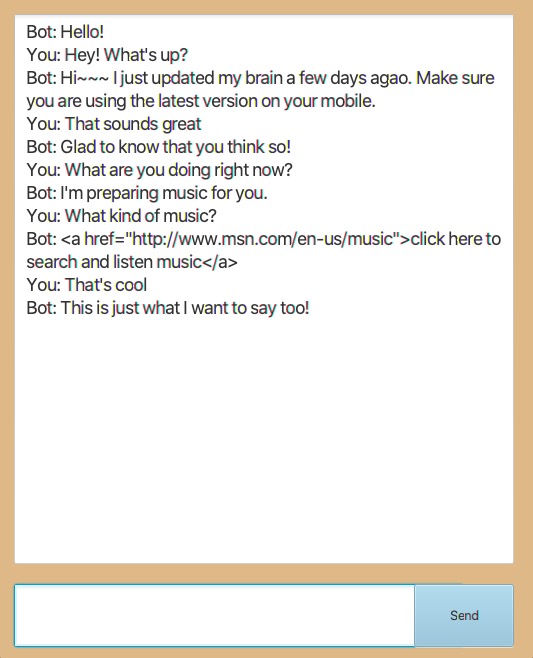 Bot: Hello!
You: Hey! What's up?
Bot: Hi~~~ I just updated my brain a few days agao. Make sure
you are using the latest version on your mobile.
You: That sounds great
Bot: Glad to know that you think so!
You: What are you doing right now?
Bot: I'm preparing music for you.
You: What kind of music?
Bot: <a href="http://www.msn.com/en-us/music">click here to
search and listen music</a>
You: That's cool
Bot: This is just what I want to say too!
Send